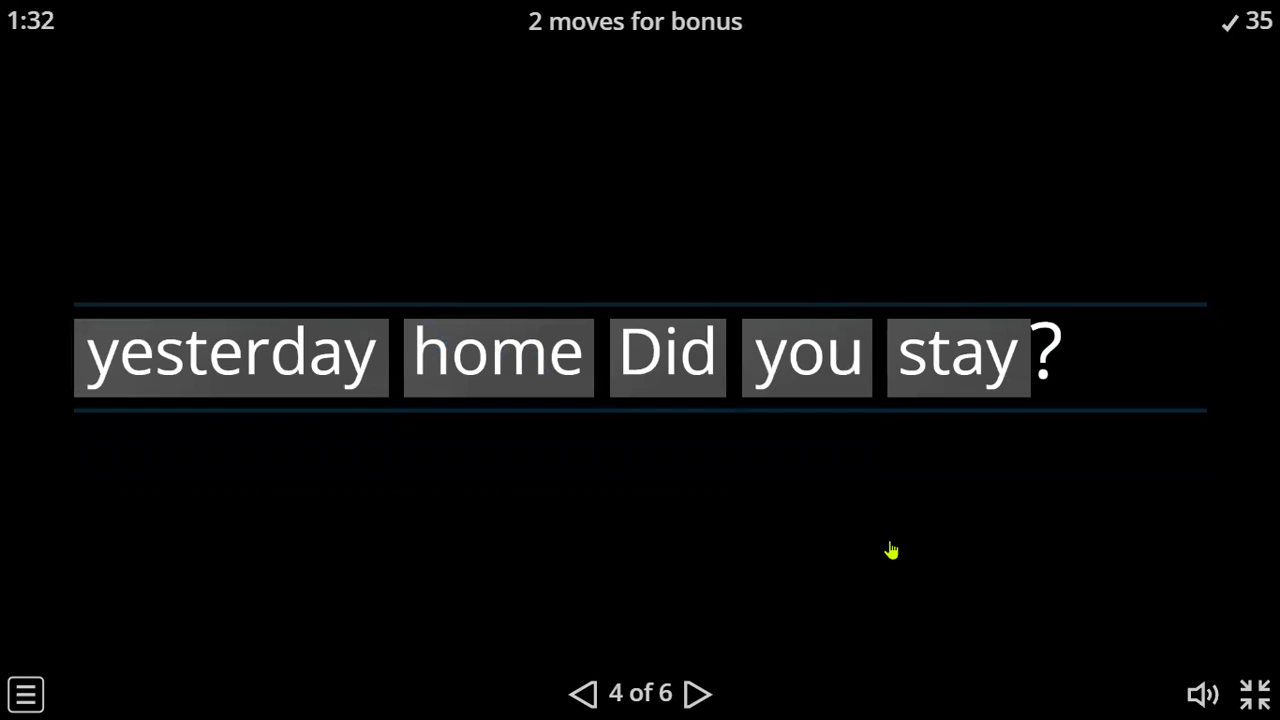 1:32 2 moves for bonus ✓ 35
yesterday home Did you stay?
4 of 6